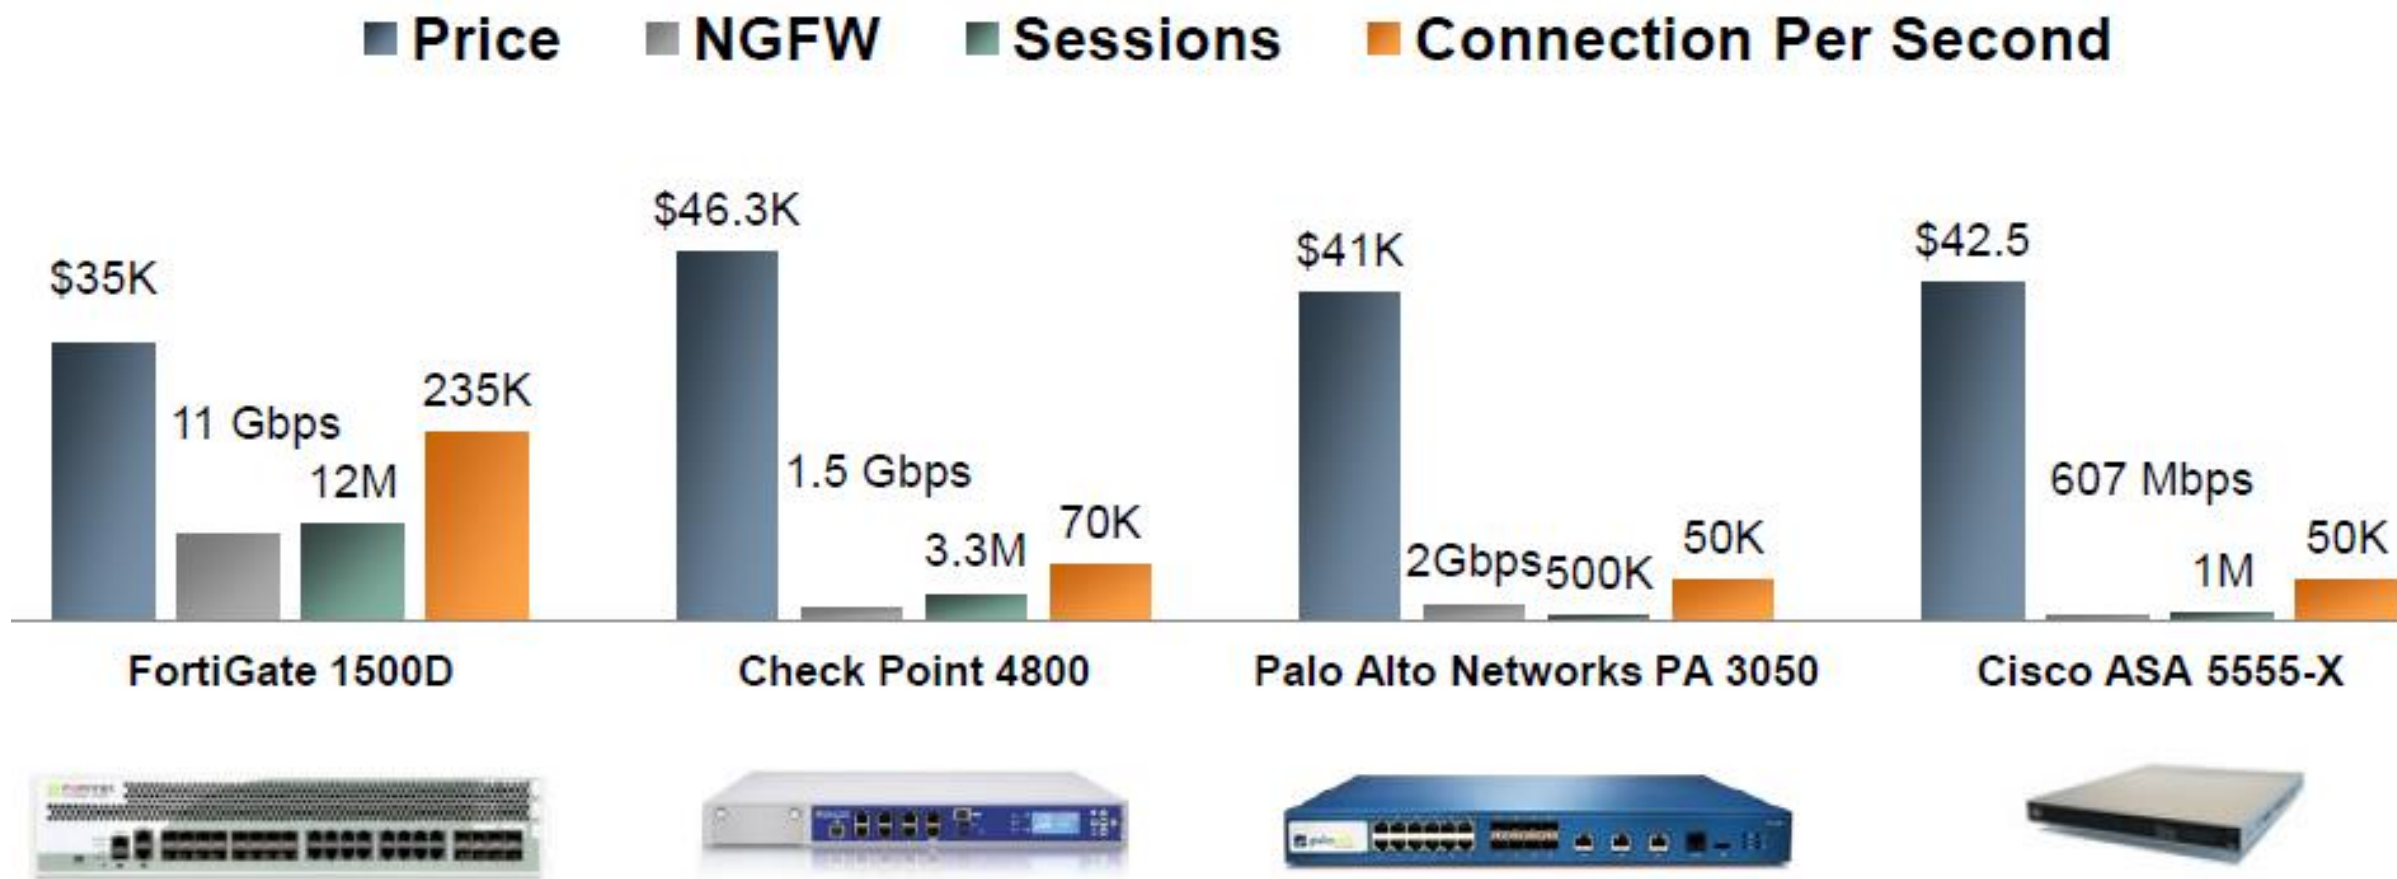 Price NGFW Sessions Connection Per Second
$35K
11 Gbps
12M
235K
$46.3K
1.5 Gbps
3.3M
70K
$41K
2Gbps
500K
50K
$42.5
607 Mbps
1M
50K
FortiGate 1500D
Check Point 4800
Palo Alto Networks PA 3050
Cisco ASA 5555-X
paloalto